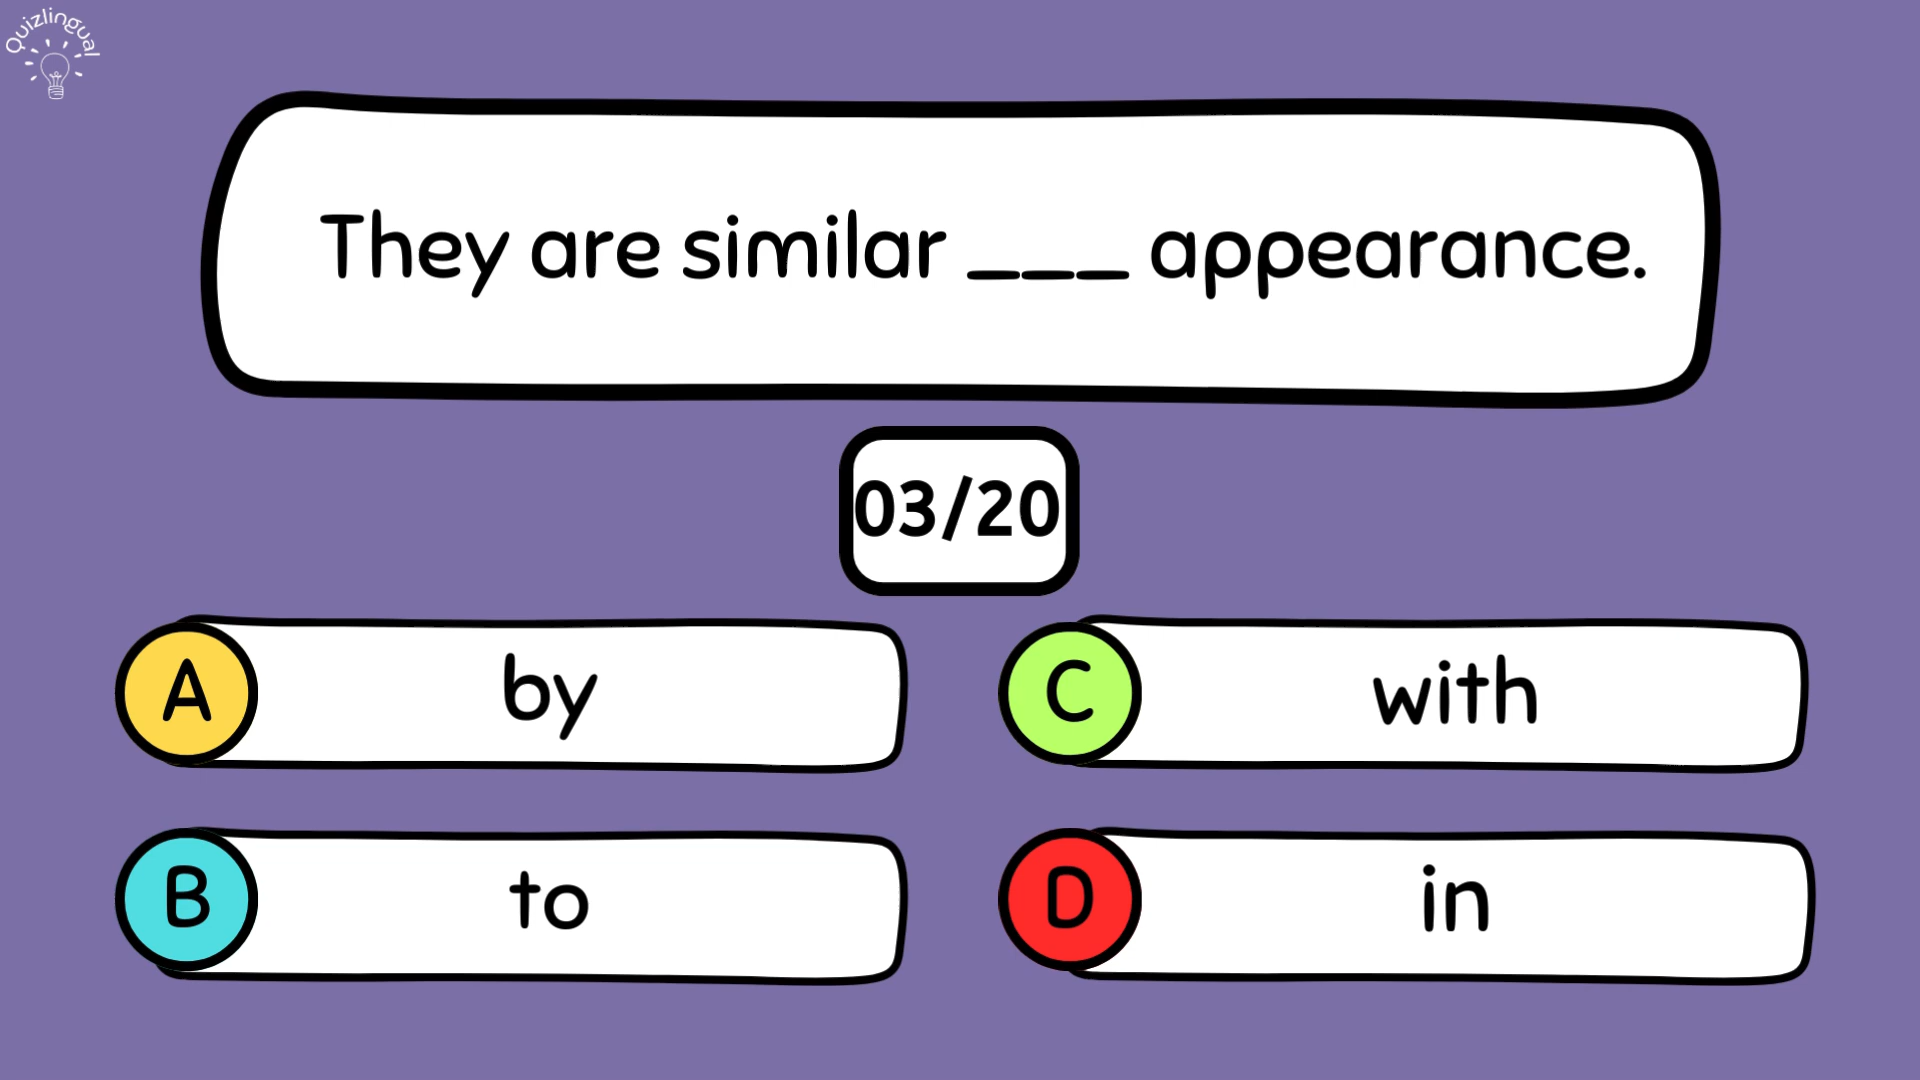 Quizlingual
They are similar ___ appearance.
03/20
A
by
C
with
B
to
D
in